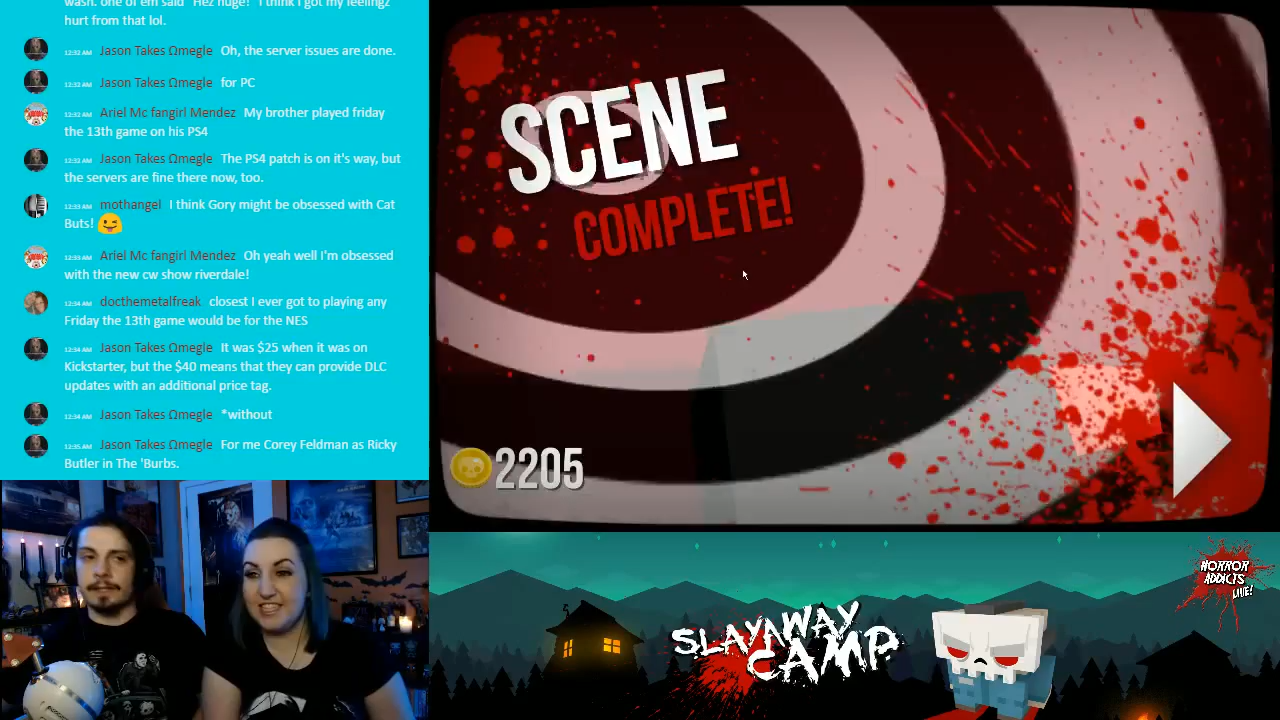 wash. one of em said "Hez huge!" I think I got my feelingz
hurt from that lol.
12:32 AM Jason Takes Ωmegle Oh, the server issues are done.
12:32 AM Jason Takes Ωmegle for PC
12:32 AM Ariel Mc fangirl Mendez My brother played friday
the 13th game on his PS4
12:33 AM Jason Takes Ωmegle The PS4 patch is on it's way, but
the servers are fine there now, too.
12:33 AM mothangel I think Gory might be obsessed with Cat
Buts!
12:33 AM Ariel Mc fangirl Mendez Oh yeah well I'm obsessed
with the new cw show riverdale!
12:34 AM docthemetalfreak closest I ever got to playing any
Friday the 13th game would be for the NES
12:34 AM Jason Takes Ωmegle It was $25 when it was on
Kickstarter, but the $40 means that they can provide DLC
updates with an additional price tag.
12:34 AM Jason Takes Ωmegle *without
12:35 AM Jason Takes Ωmegle For me Corey Feldman as Ricky
Butler in The 'Burbs.
SCENE
COMPLETE!
2205
SLAYAWAY
CAMP
HORROR
ADDICTS
LIVE!